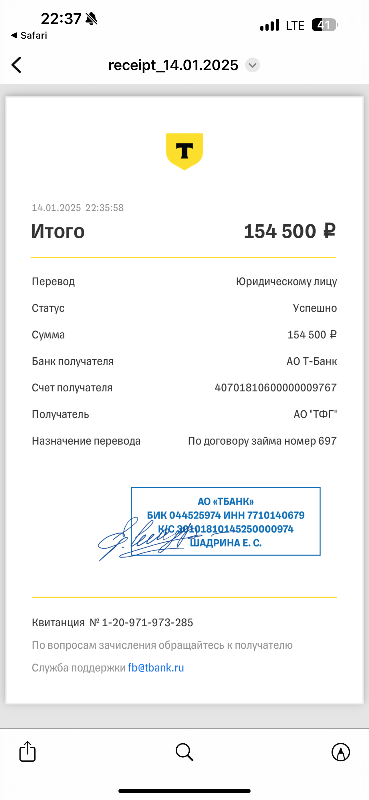 22:37
LTE
41
Safari
receipt_14.01.2025
Т
14.01.2025 22:35:58
Итого 154 500 ₽
Перевод Юридическому лицу
Статус Успешно
Сумма 154 500 ₽
Банк получателя АО Т-Банк
Счет получателя 40701810600000009767
Получатель АО "ТФГ"
Назначение перевода По договору займа номер 697
АО «ТБАНК»
БИК 044525974 ИНН 7710140679
К/С 30101810145250000974
ШАДРИНА Е. С.
Квитанция № 1-20-971-973-285
По вопросам зачисления обращайтесь к получателю
Служба поддержки fb@tbank.ru